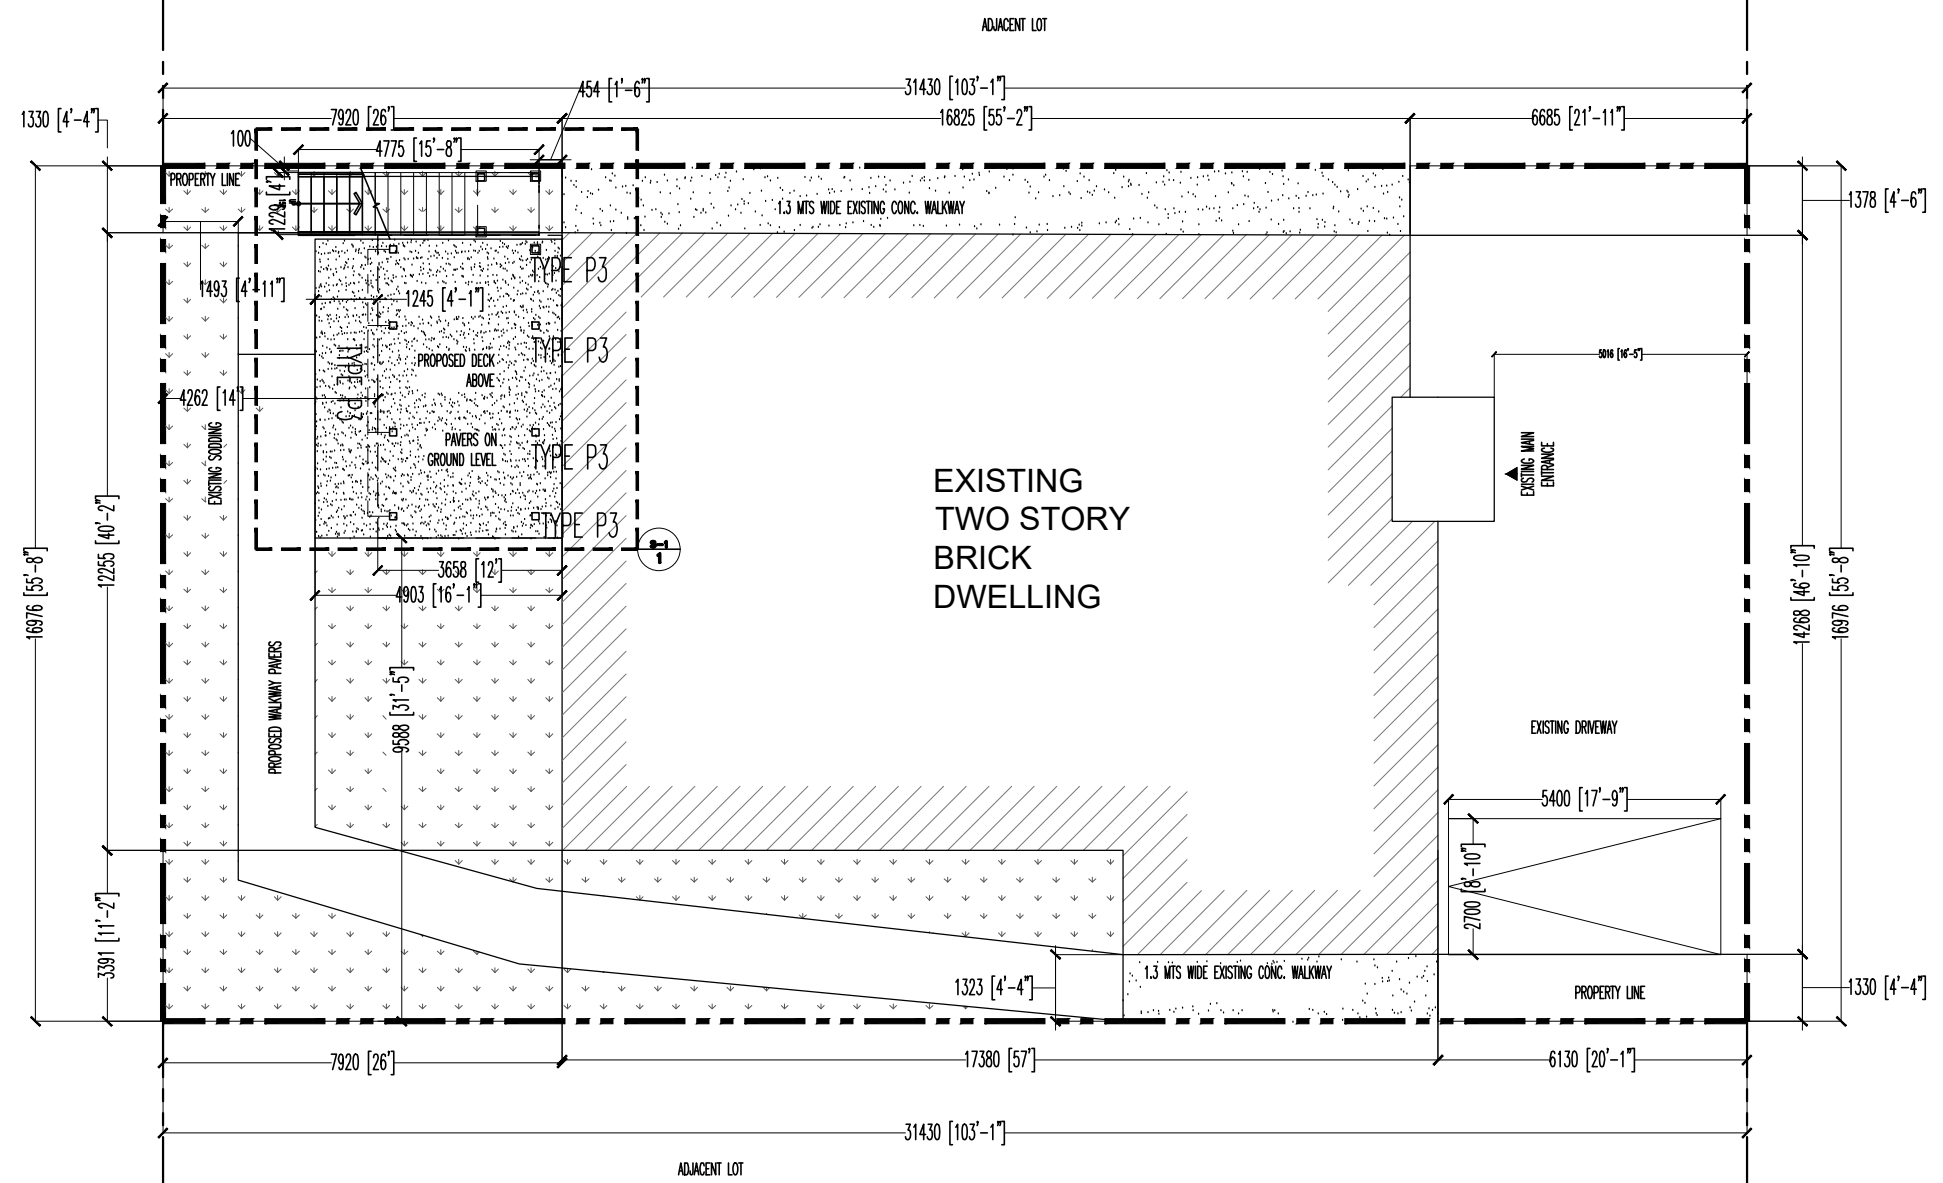 ADJACENT LOT
31430 [103'-1"]
454 [1'-6"]
7920 [26']
16825 [55'-2"]
6685 [21'-11"]
1330 [4'-4"]
100
4775 [15'-8"]
PROPERTY LINE
1229 [4']
1.3 MTS WIDE EXISTING CONC. WALKWAY
1378 [4'-6"]
TYPE P3
1493 [4'-11"]
1245 [4'-1"]
TYPE P3
PROPOSED DECK
ABOVE
TYPE P3
5016 [16'-5"]
4262 [14']
EXISTING SODDING
PAVERS ON
GROUND LEVEL
TYPE P3
EXISTING MAIN
ENTRANCE
EXISTING
TWO STORY
BRICK
DWELLING
TYPE P3
S-1
1
12255 [40'-2"]
16976 [55'-8"]
3658 [12']
4903 [16'-1"]
14268 [46'-10"]
16976 [55'-8"]
PROPOSED WALKWAY PAVERS
9588 [31'-5"]
EXISTING DRIVEWAY
5400 [17'-9"]
2700 [8'-10"]
3391 [11'-2"]
1323 [4'-4"]
1.3 MTS WIDE EXISTING CONC. WALKWAY
PROPERTY LINE
1330 [4'-4"]
7920 [26']
17380 [57']
6130 [20'-1"]
31430 [103'-1"]
ADJACENT LOT